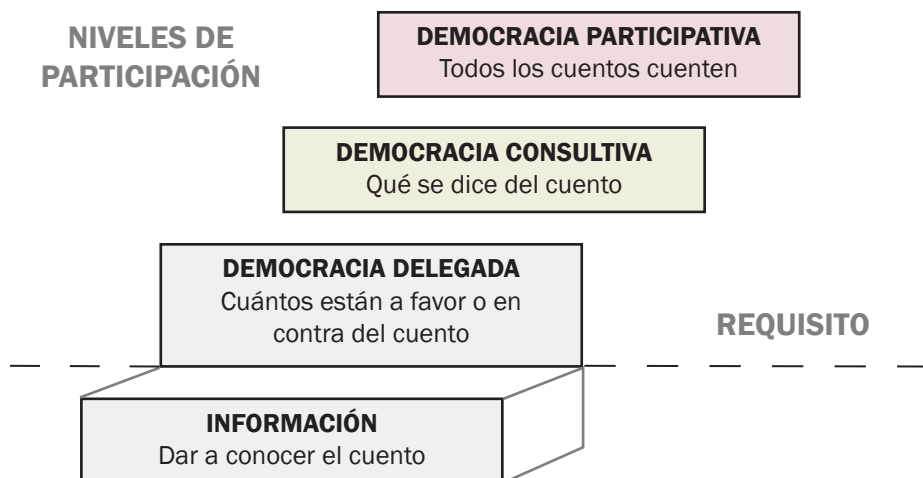 NIVELES DE
PARTICIPACIÓN
DEMOCRACIA PARTICIPATIVA
Todos los cuentos cuenten
DEMOCRACIA CONSULTIVA
Qué se dice del cuento
DEMOCRACIA DELEGADA
Cuántos están a favor o en
contra del cuento
REQUISITO
INFORMACIÓN
Dar a conocer el cuento